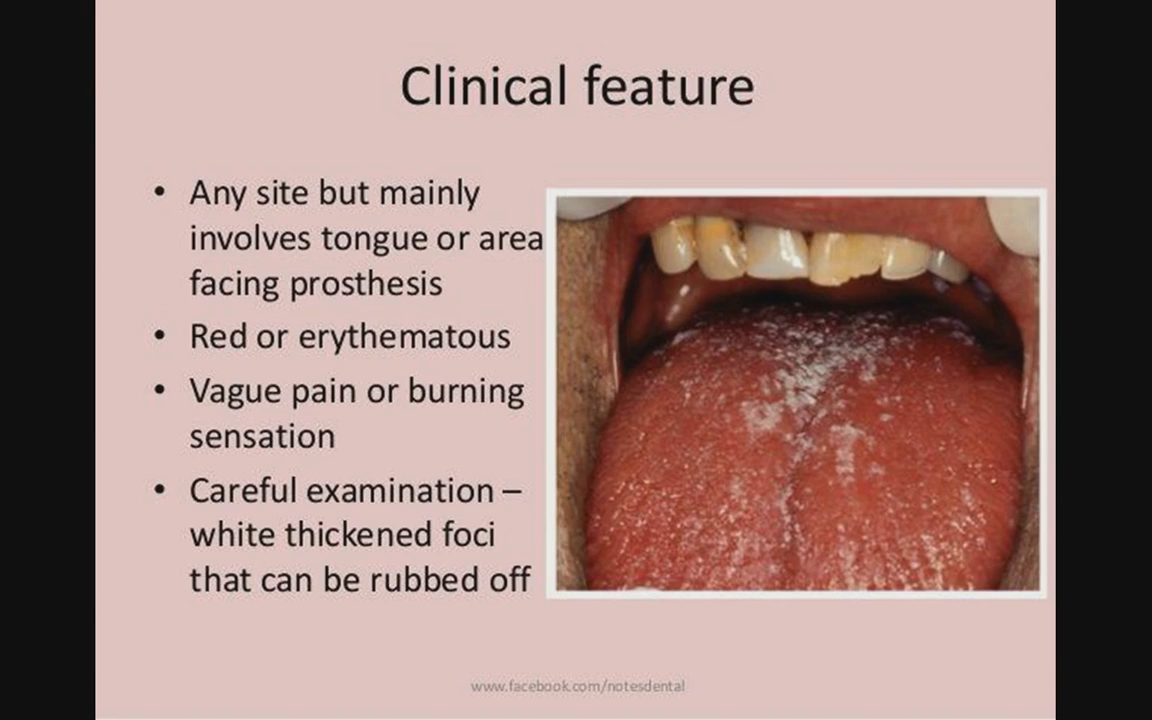 Clinical feature
• Any site but mainly
involves tongue or area
facing prosthesis
• Red or erythematous
• Vague pain or burning
sensation
• Careful examination –
white thickened foci
that can be rubbed off
www.facebook.com/notesdental